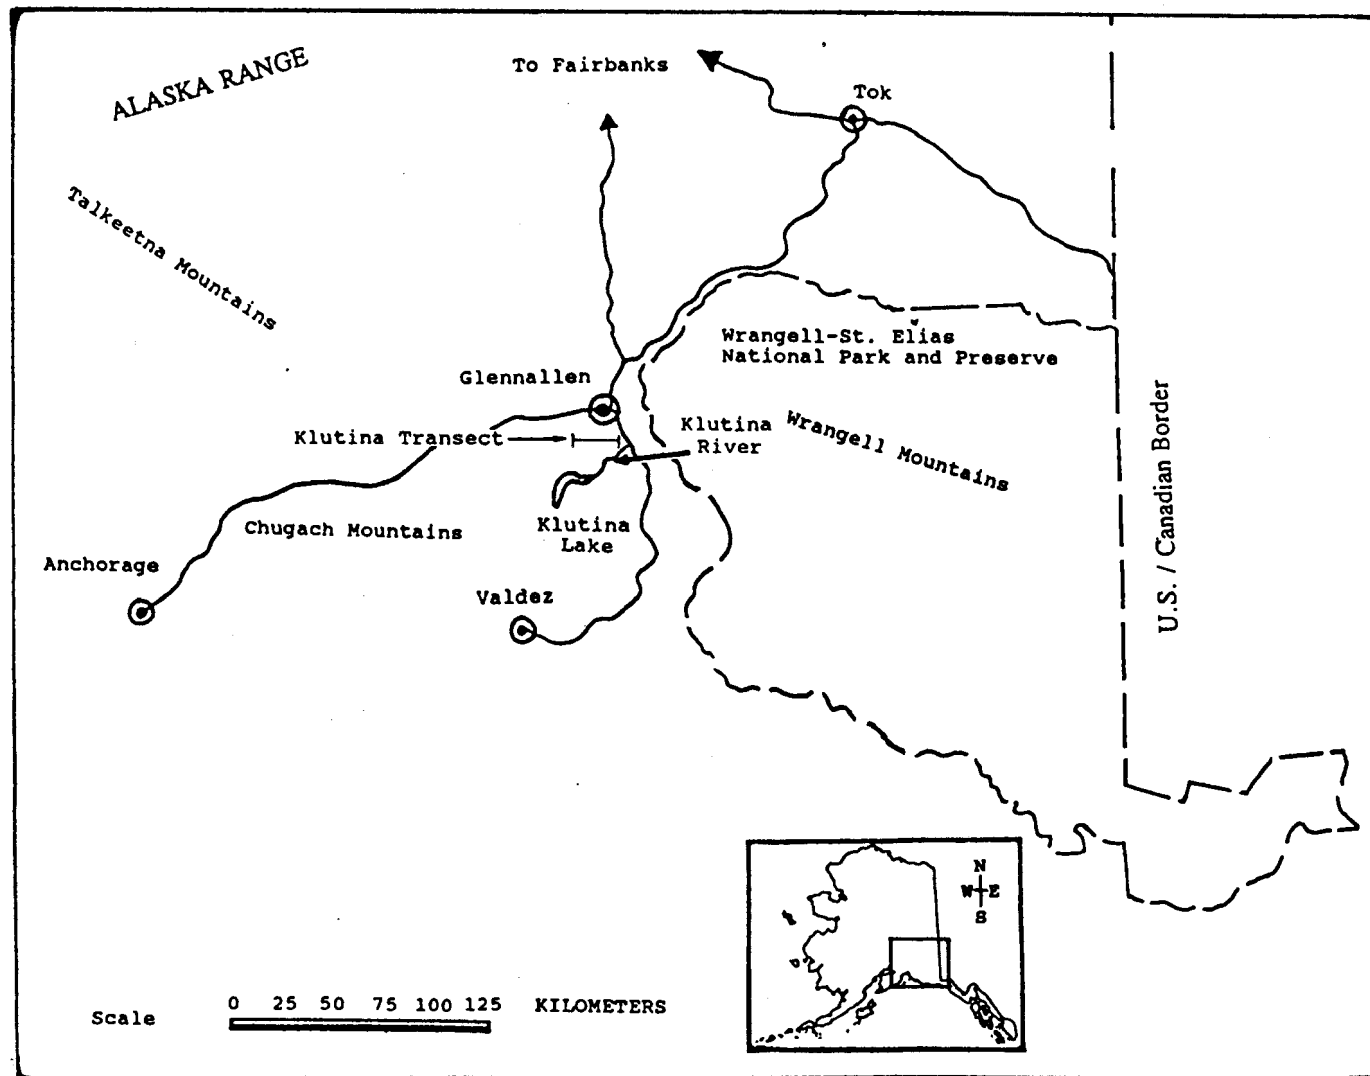 ALASKA RANGE
To Fairbanks
Tok
Talkeetna Mountains
Wrangell-St. Elias
National Park and Preserve
Glennallen
Klutina Transect
Klutina
River
Wrangell Mountains
U.S. / Canadian Border
Chugach Mountains
Klutina
Lake
Anchorage
Valdez
N
W E
S
0 25 50 75 100 125 KILOMETERS
Scale